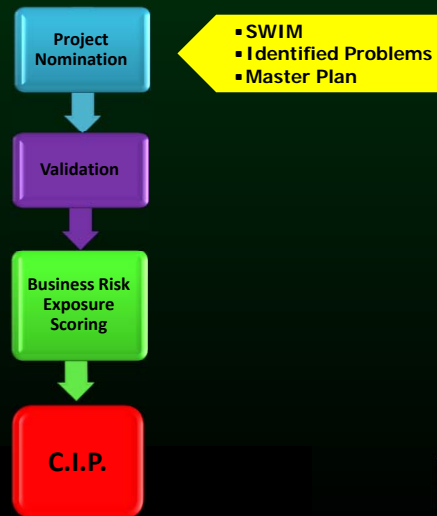 Project
Nomination
▪ SWIM
▪ Identified Problems
▪ Master Plan
Validation
Business Risk
Exposure
Scoring
C.I.P.